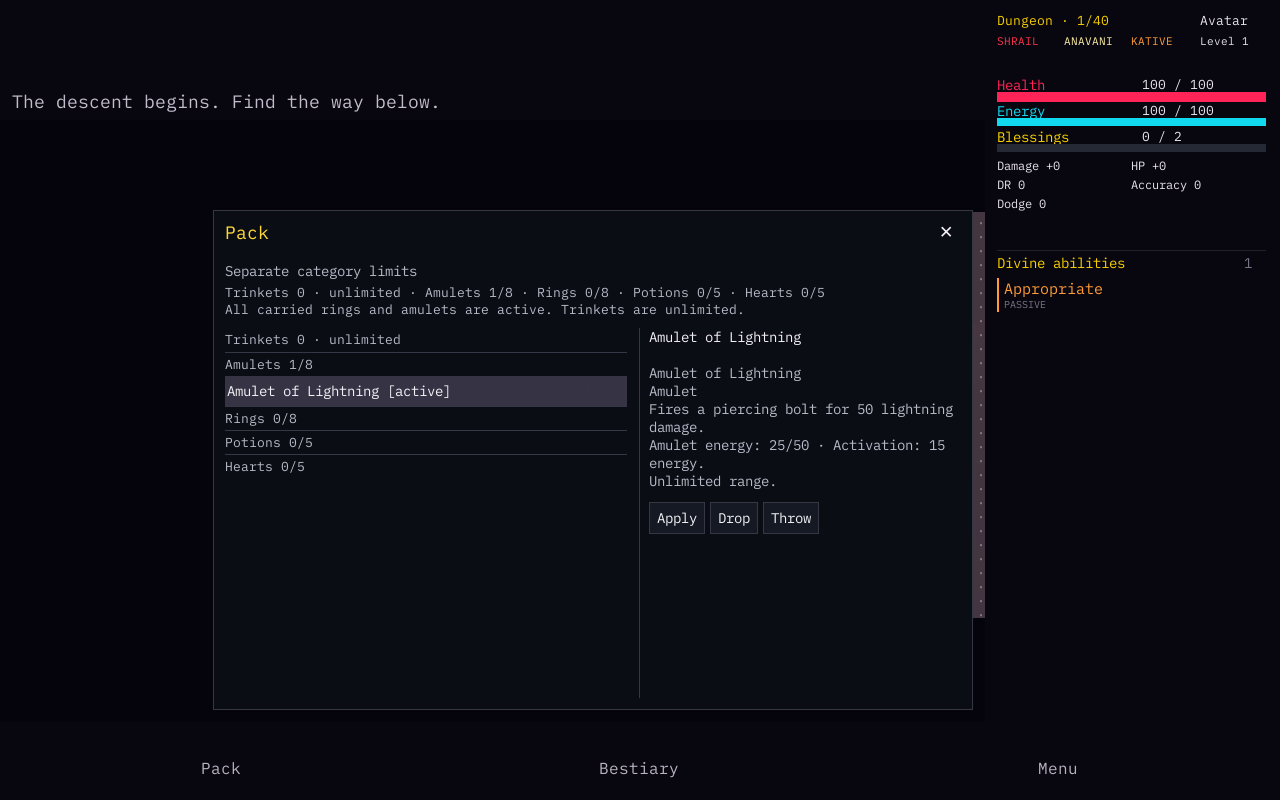 Dungeon · 1/40
Avatar
SHRAIL ANAVANI KATIVE
Level 1
The descent begins. Find the way below.
Health 100 / 100
Energy 100 / 100
Blessings 0 / 2
Damage +0 HP +0
DR 0 Accuracy 0
Dodge 0
Divine abilities 1
Appropriate
PASSIVE
Pack ✕
Separate category limits
Trinkets 0 · unlimited · Amulets 1/8 · Rings 0/8 · Potions 0/5 · Hearts 0/5
All carried rings and amulets are active. Trinkets are unlimited.
Trinkets 0 · unlimited
Amulets 1/8
Amulet of Lightning [active]
Rings 0/8
Potions 0/5
Hearts 0/5
Amulet of Lightning
Amulet of Lightning
Amulet
Fires a piercing bolt for 50 lightning
damage.
Amulet energy: 25/50 · Activation: 15
energy.
Unlimited range.
Apply Drop Throw
Pack Bestiary Menu